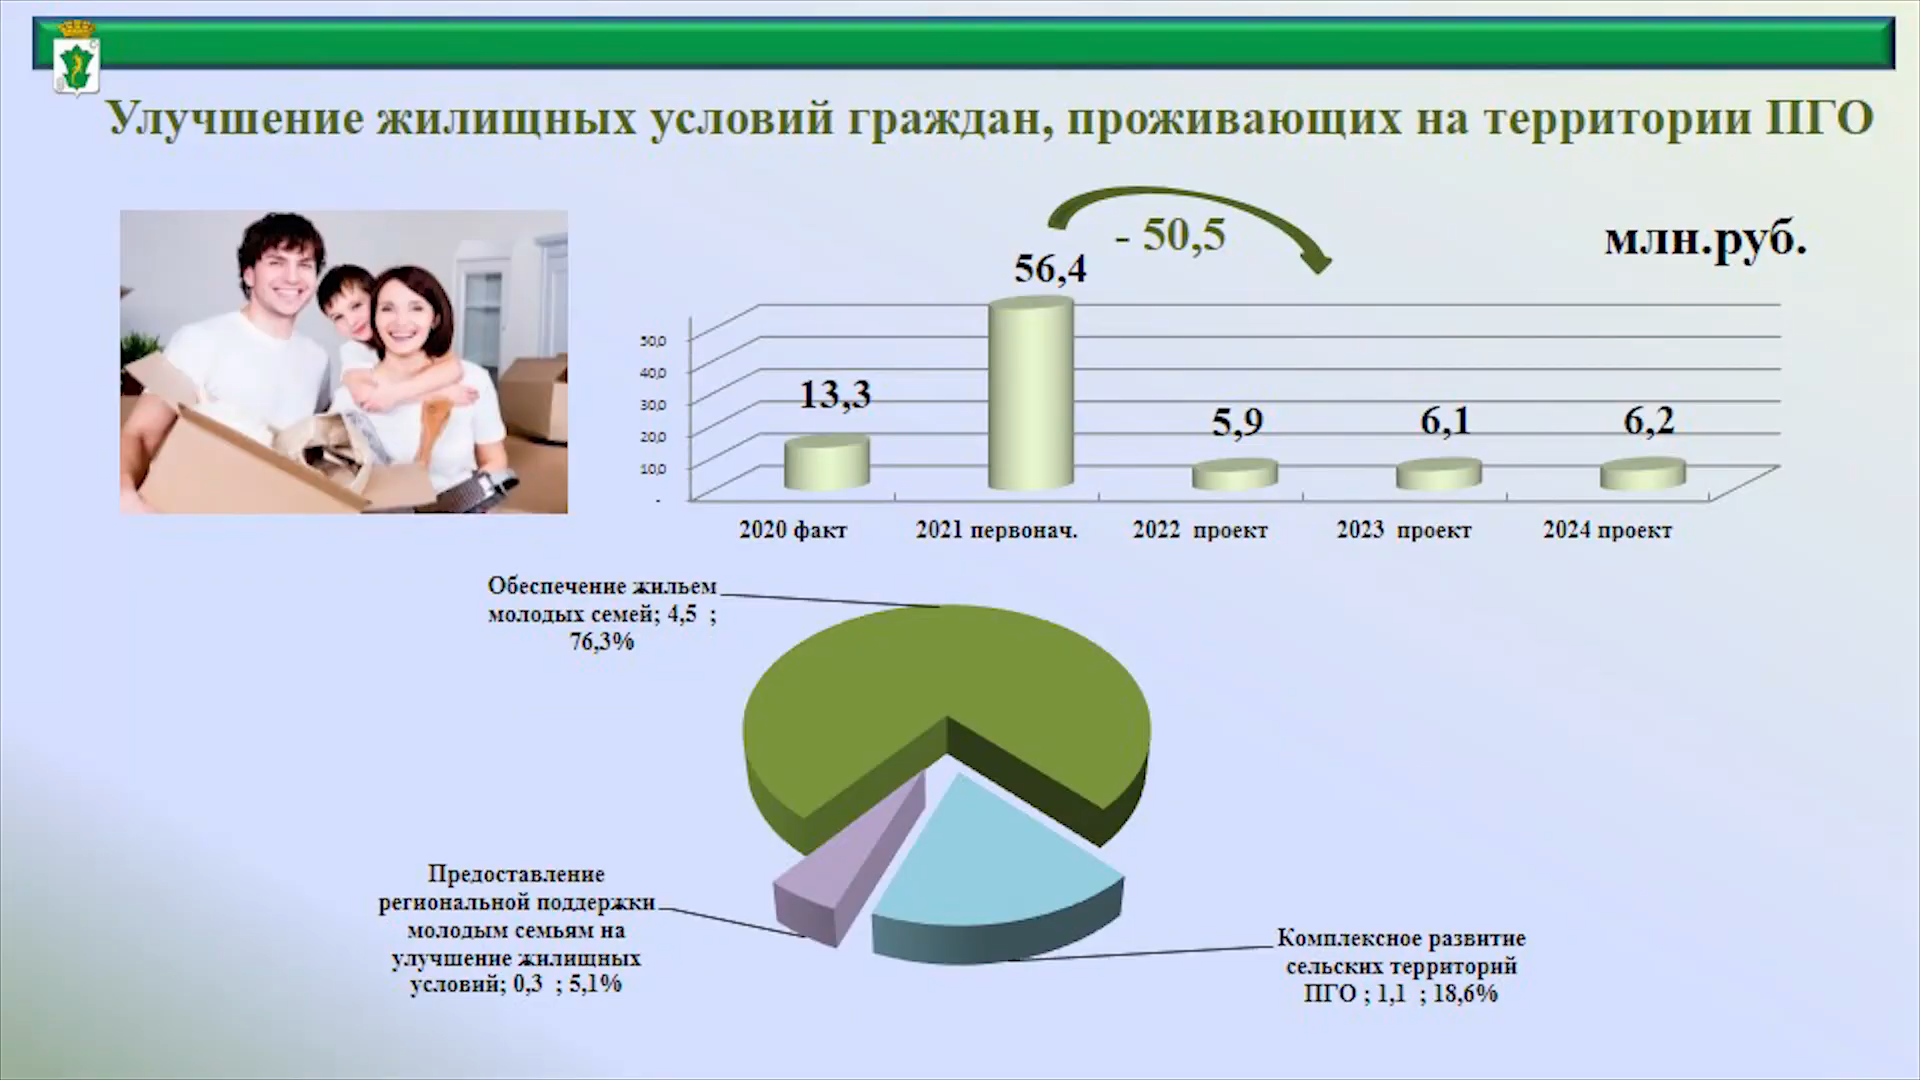 Улучшение жилищных условий граждан, проживающих на территории ПГО
млн.руб.
- 50,5
56,4
13,3
5,9
6,1
6,2
50,0
40,0
30,0
20,0
10,0
-
2020 факт
2021 первонач.
2022 проект
2023 проект
2024 проект
Обеспечение жильем
молодых семей; 4,5 ;
76,3%
Предоставление
региональной поддержки
молодым семьям на
улучшение жилищных
условий; 0,3 ; 5,1%
Комплексное развитие
сельских территорий
ПГО ; 1,1 ; 18,6%